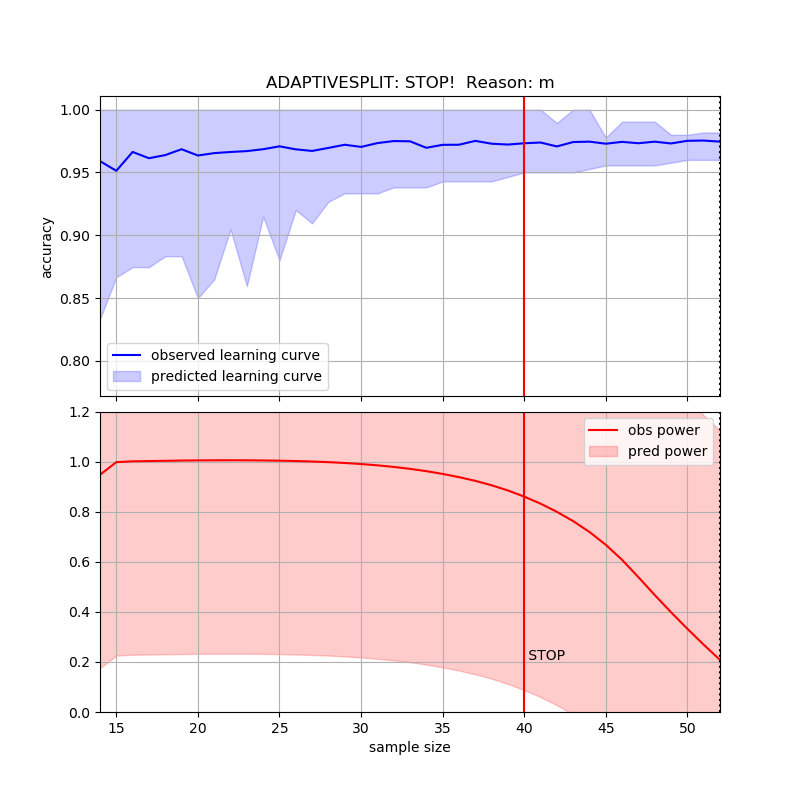 ADAPTIVESPLIT: STOP!  Reason: m
1.00
0.95
0.90
0.85
0.80
accuracy
observed learning curve
predicted learning curve
1.2
1.0
0.8
0.6
0.4
0.2
0.0
obs power
pred power
STOP
15 20 25 30 35 40 45 50
sample size